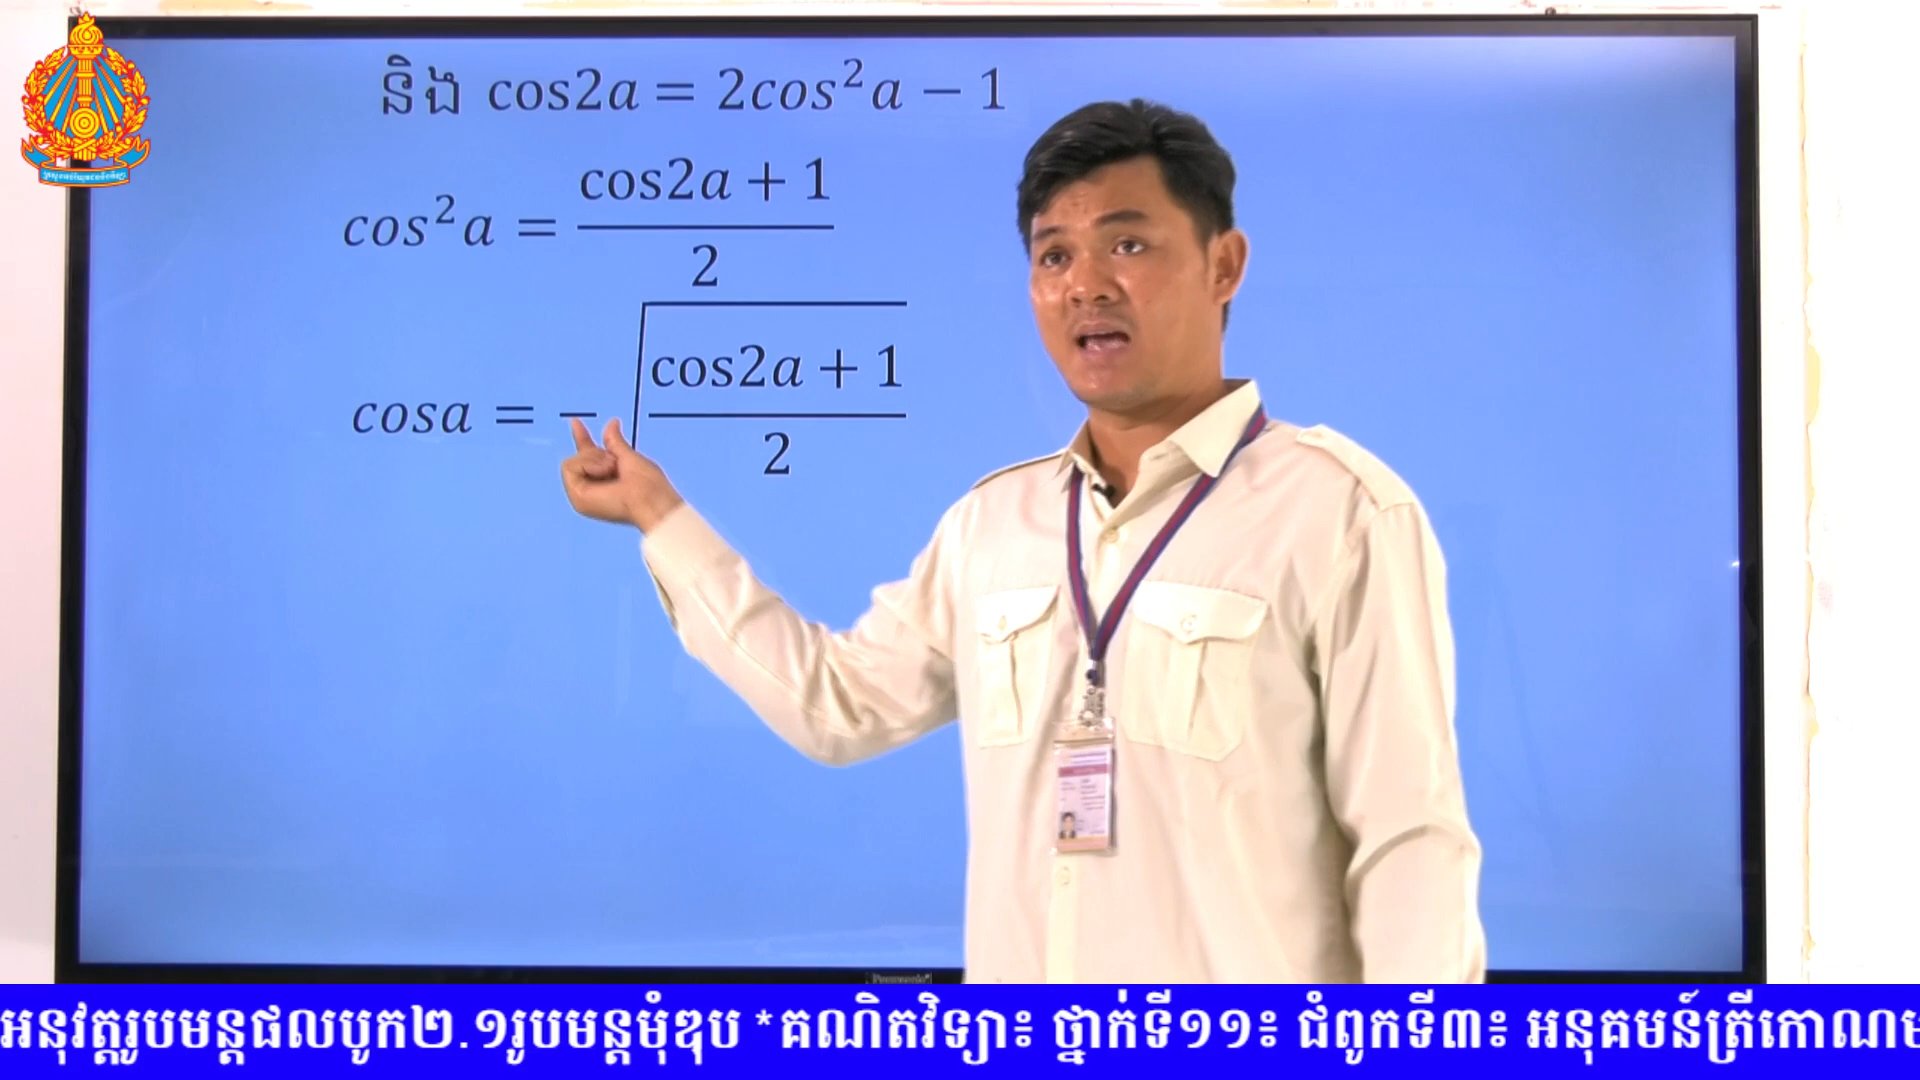 និង cos2a = 2cos²a − 1
cos²a = \frac{cos2a + 1}{2}
cosa = −\sqrt{\frac{cos2a + 1}{2}}
អនុវត្តរូបមន្តផលបូក២.១រូបមន្តមុំឌុប *គណិតវិទ្យា៖ ថ្នាក់ទី១១៖ ជំពូកទី៣៖ អនុគមន៍ត្រីកោណម